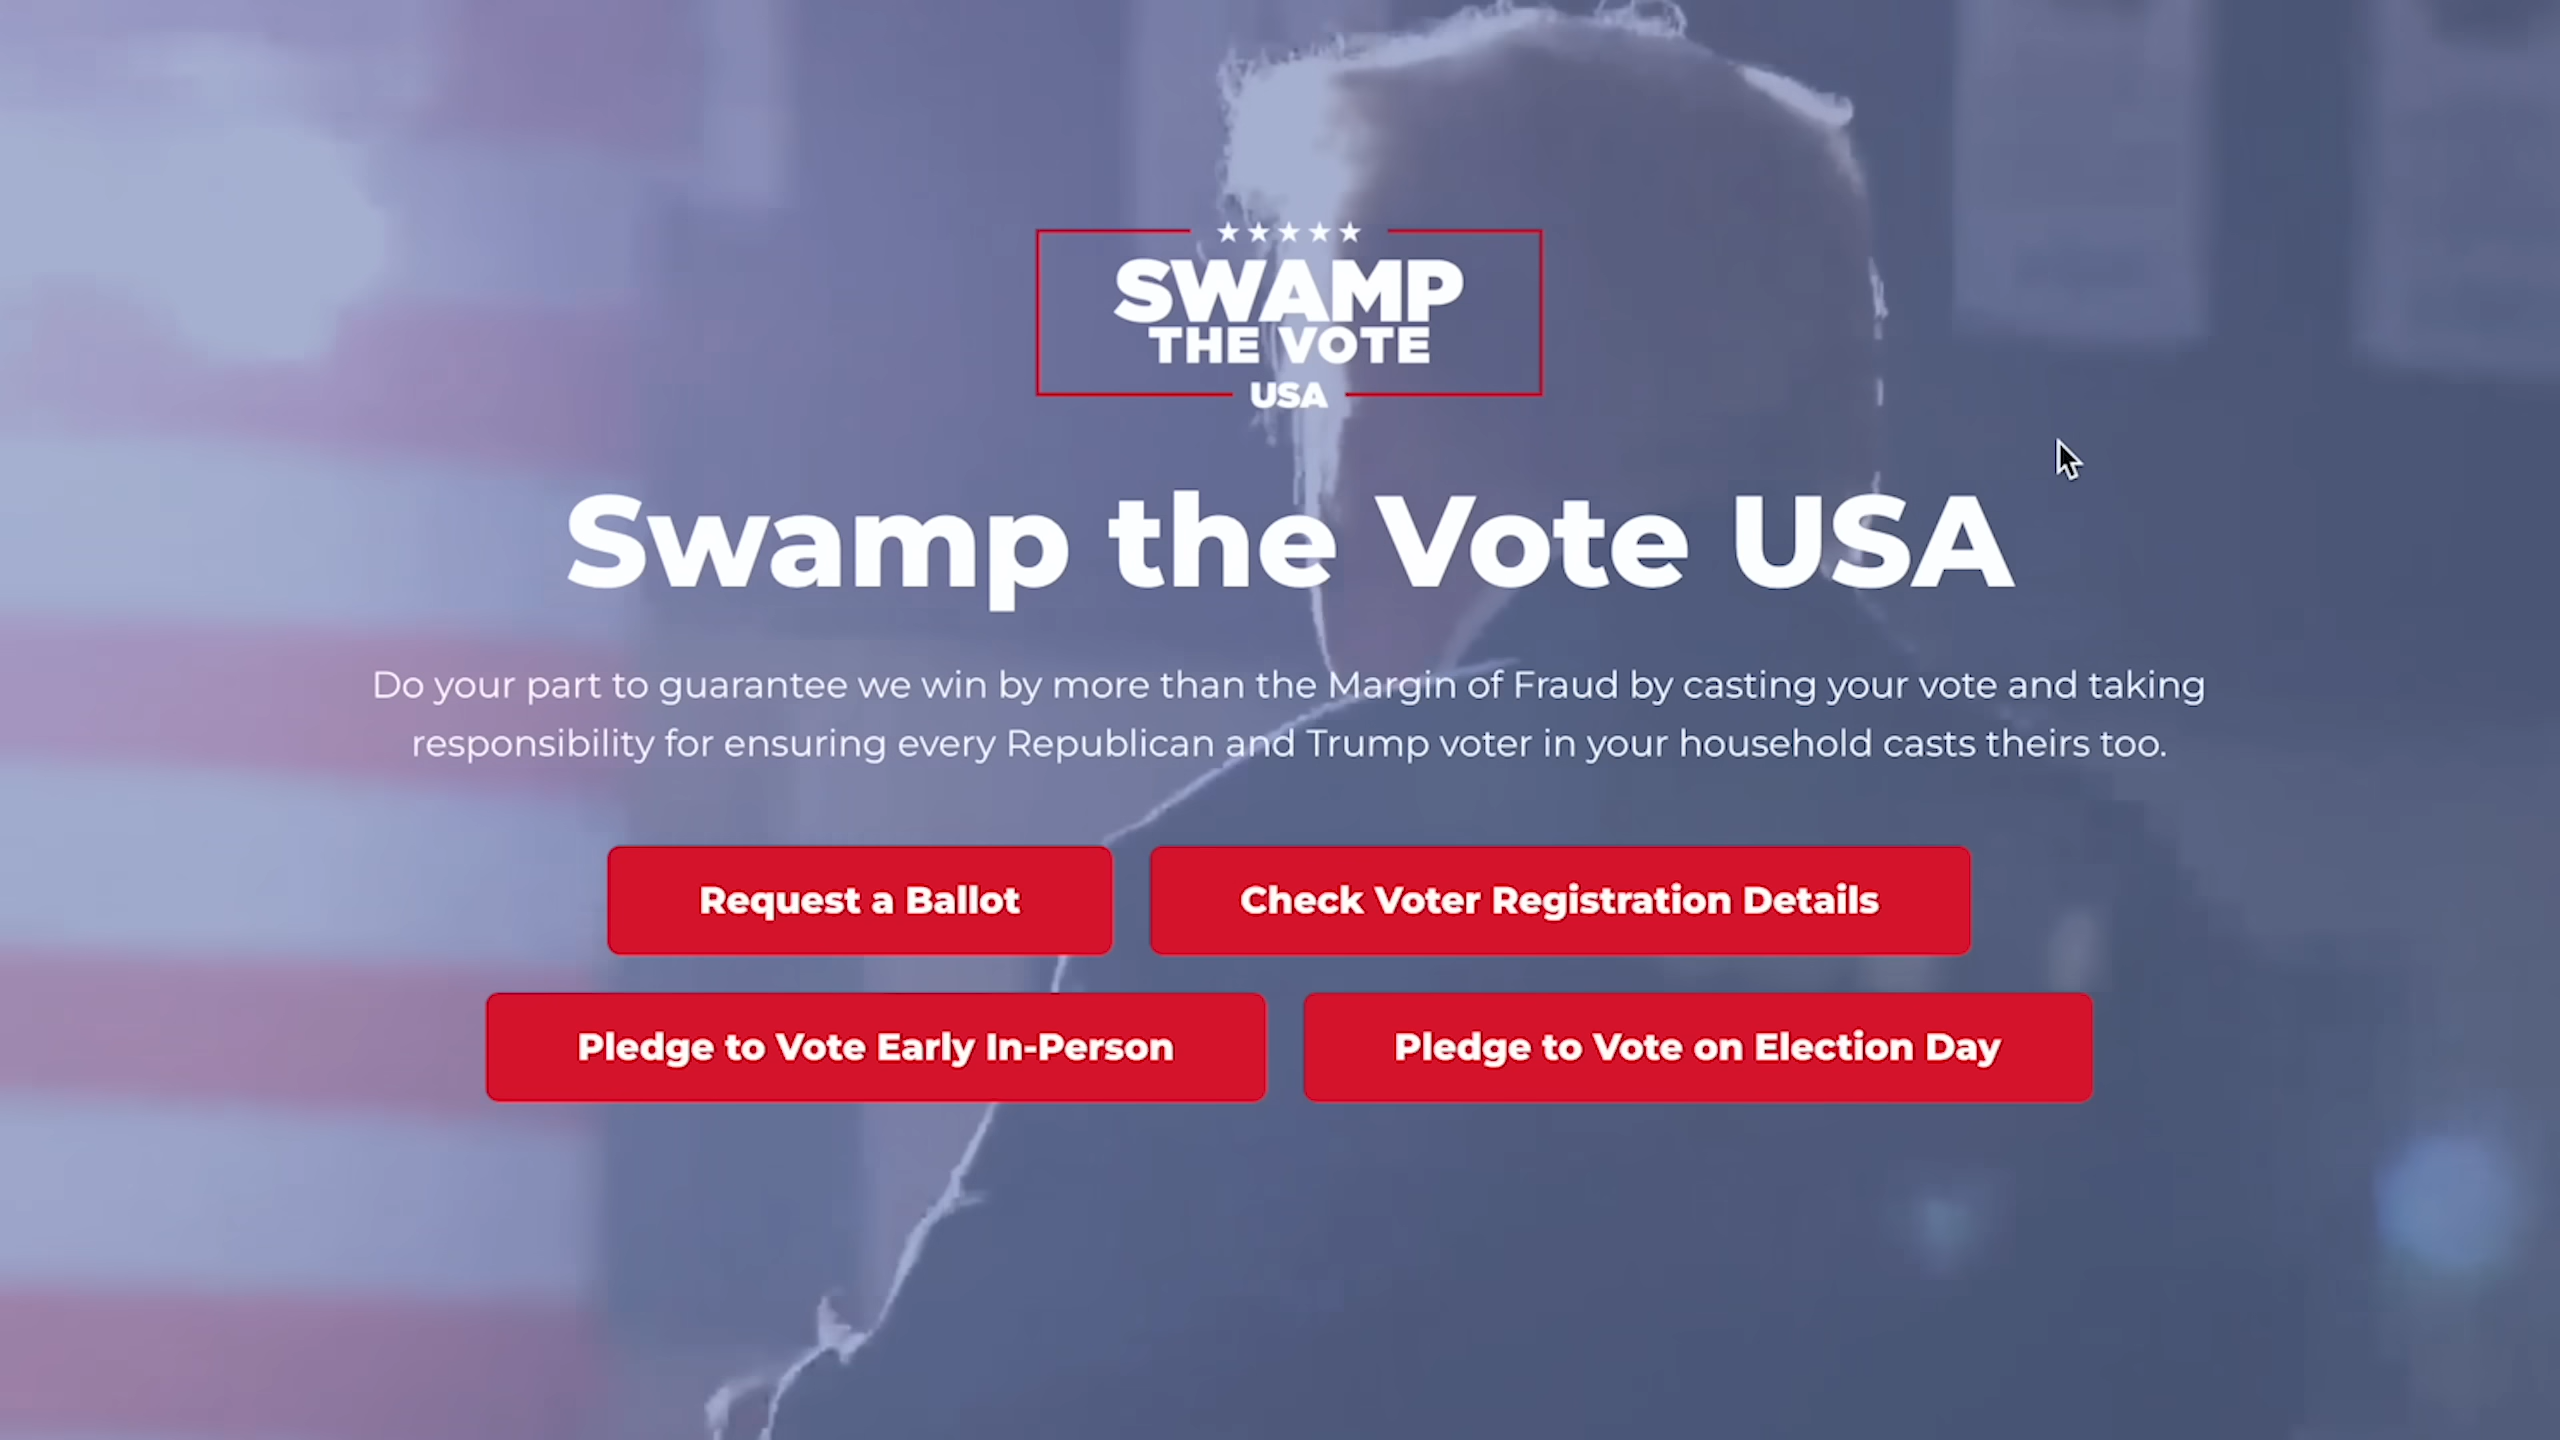 SWAMP
THE VOTE
USA
Swamp the Vote USA
Do your part to guarantee we win by more than the Margin of Fraud by casting your vote and taking
responsibility for ensuring every Republican and Trump voter in your household casts theirs too.
Request a Ballot
Check Voter Registration Details
Pledge to Vote Early In-Person
Pledge to Vote on Election Day